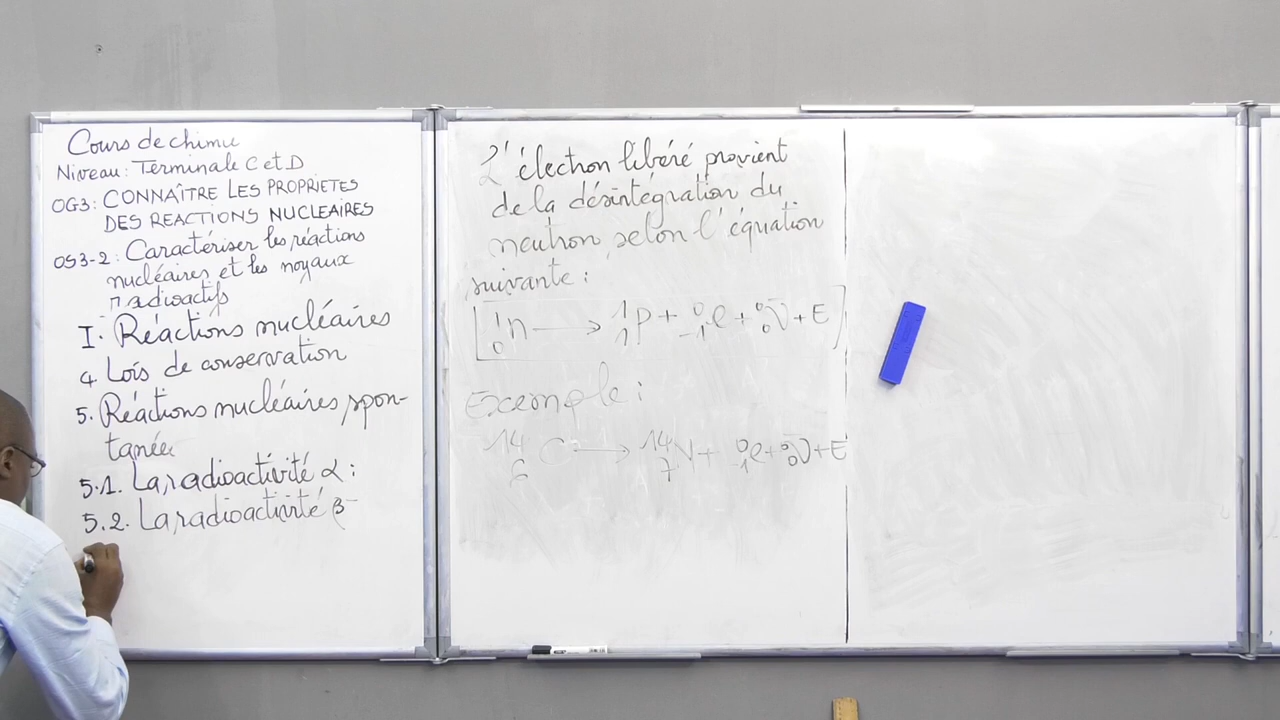 Cours de chimie
Niveau : Terminale C et D
OG3 : CONNAÎTRE LES PROPRIETES
DES REACTIONS NUCLEAIRES
OS3-2 : Caractériser les réactions
nucléaires et les noyaux
radioactifs
I. Réactions nucléaires
4. Lois de conservation
5. Réactions nucléaires spon-
tanées
5.1. La radioactivité α :
5.2. La radioactivité β⁻
L'électron libéré provient
de la désintégration du
neutron selon l'équation
suivante :
¹₀n → ¹₁p + ⁰₋₁e + ⁰₀ν̄ + E
Exemple :
¹⁴₆C → ¹⁴₇N + ⁰₋₁e + ⁰₀ν̄ + E